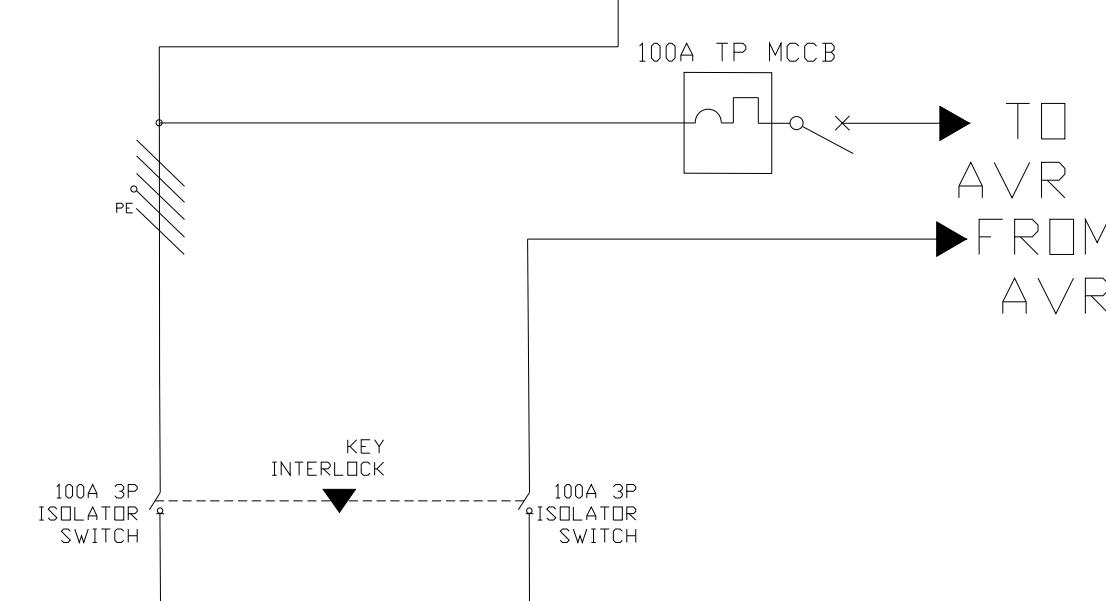 100A TP MCCB
TO
AVR
PE
FROM
AVR
KEY
INTERLOCK
100A 3P
ISOLATOR
SWITCH
100A 3P
ISOLATOR
SWITCH